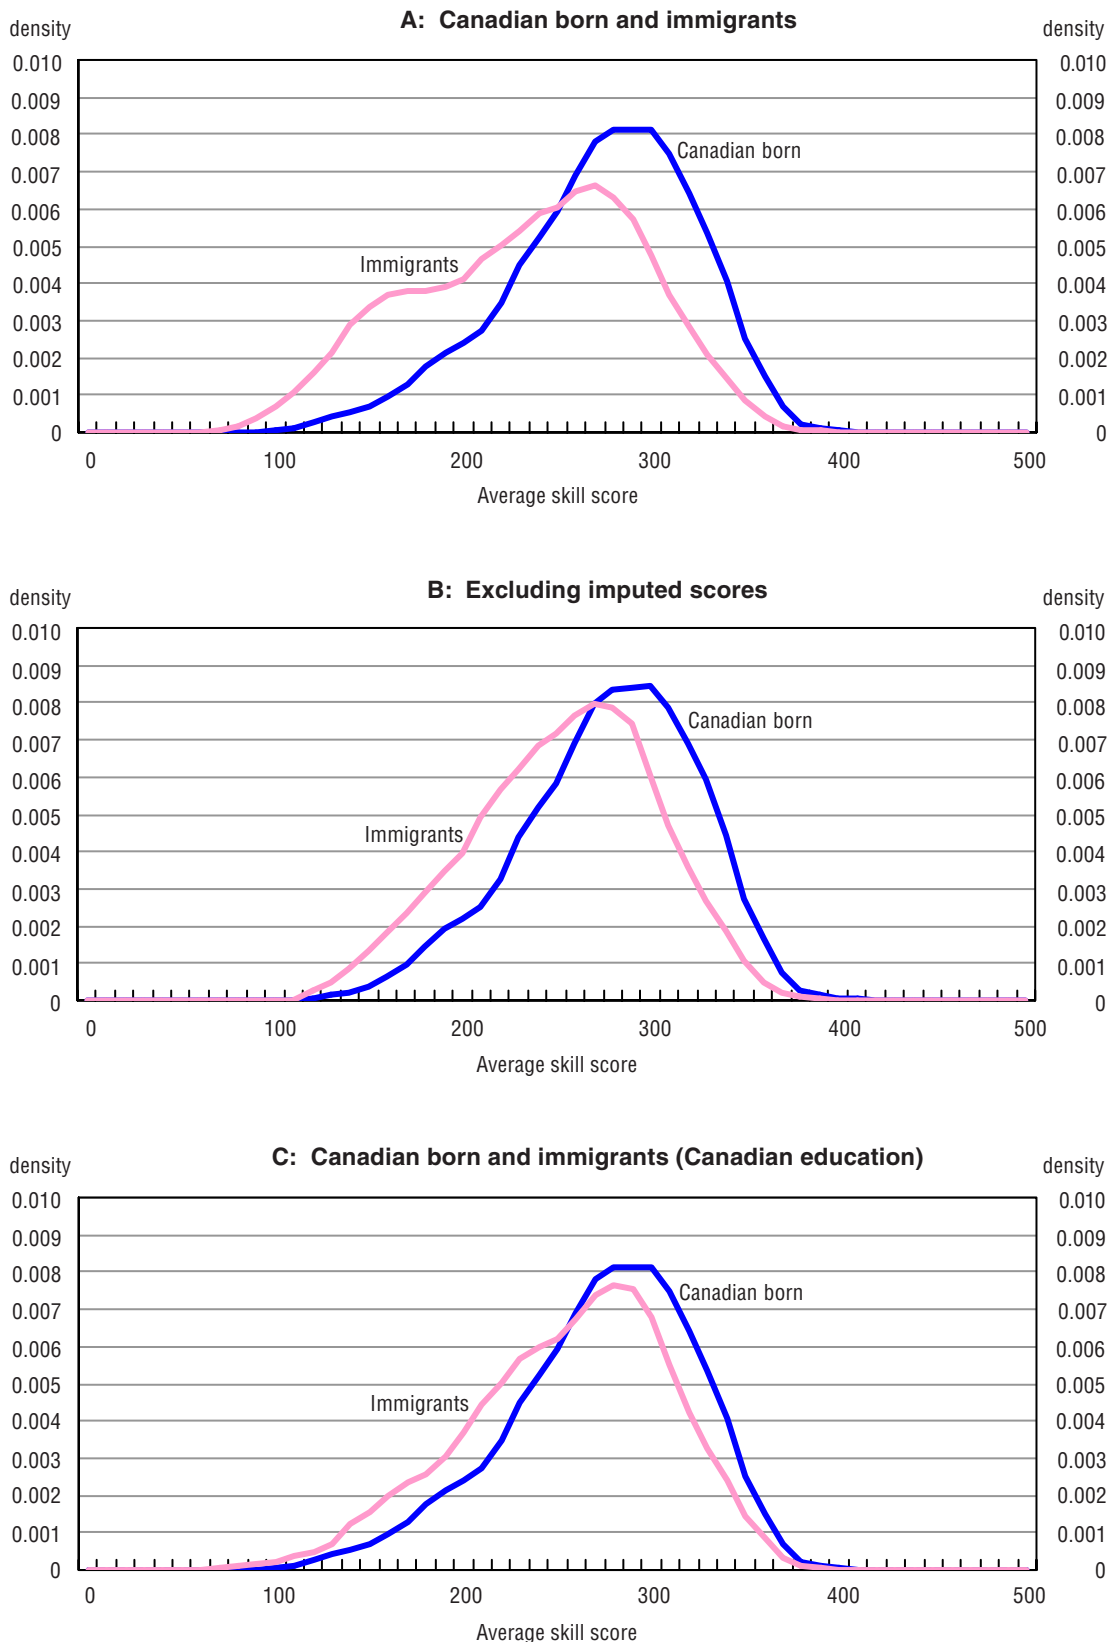 A: Canadian born and immigrants
density density
0.010 0.010
0.009 0.009
0.008 0.008
Canadian born
0.007 0.007
0.006 0.006
0.005 0.005
Immigrants
0.004 0.004
0.003 0.003
0.002 0.002
0.001 0.001
0 0
0 100 200 300 400 500
Average skill score
B: Excluding imputed scores
density density
0.010 0.010
0.009 0.009
0.008 0.008
Canadian born
0.007 0.007
0.006 0.006
0.005 0.005
Immigrants
0.004 0.004
0.003 0.003
0.002 0.002
0.001 0.001
0 0
0 100 200 300 400 500
Average skill score
C: Canadian born and immigrants (Canadian education)
density density
0.010 0.010
0.009 0.009
0.008 0.008
Canadian born
0.007 0.007
0.006 0.006
0.005 0.005
Immigrants
0.004 0.004
0.003 0.003
0.002 0.002
0.001 0.001
0 0
0 100 200 300 400 500
Average skill score